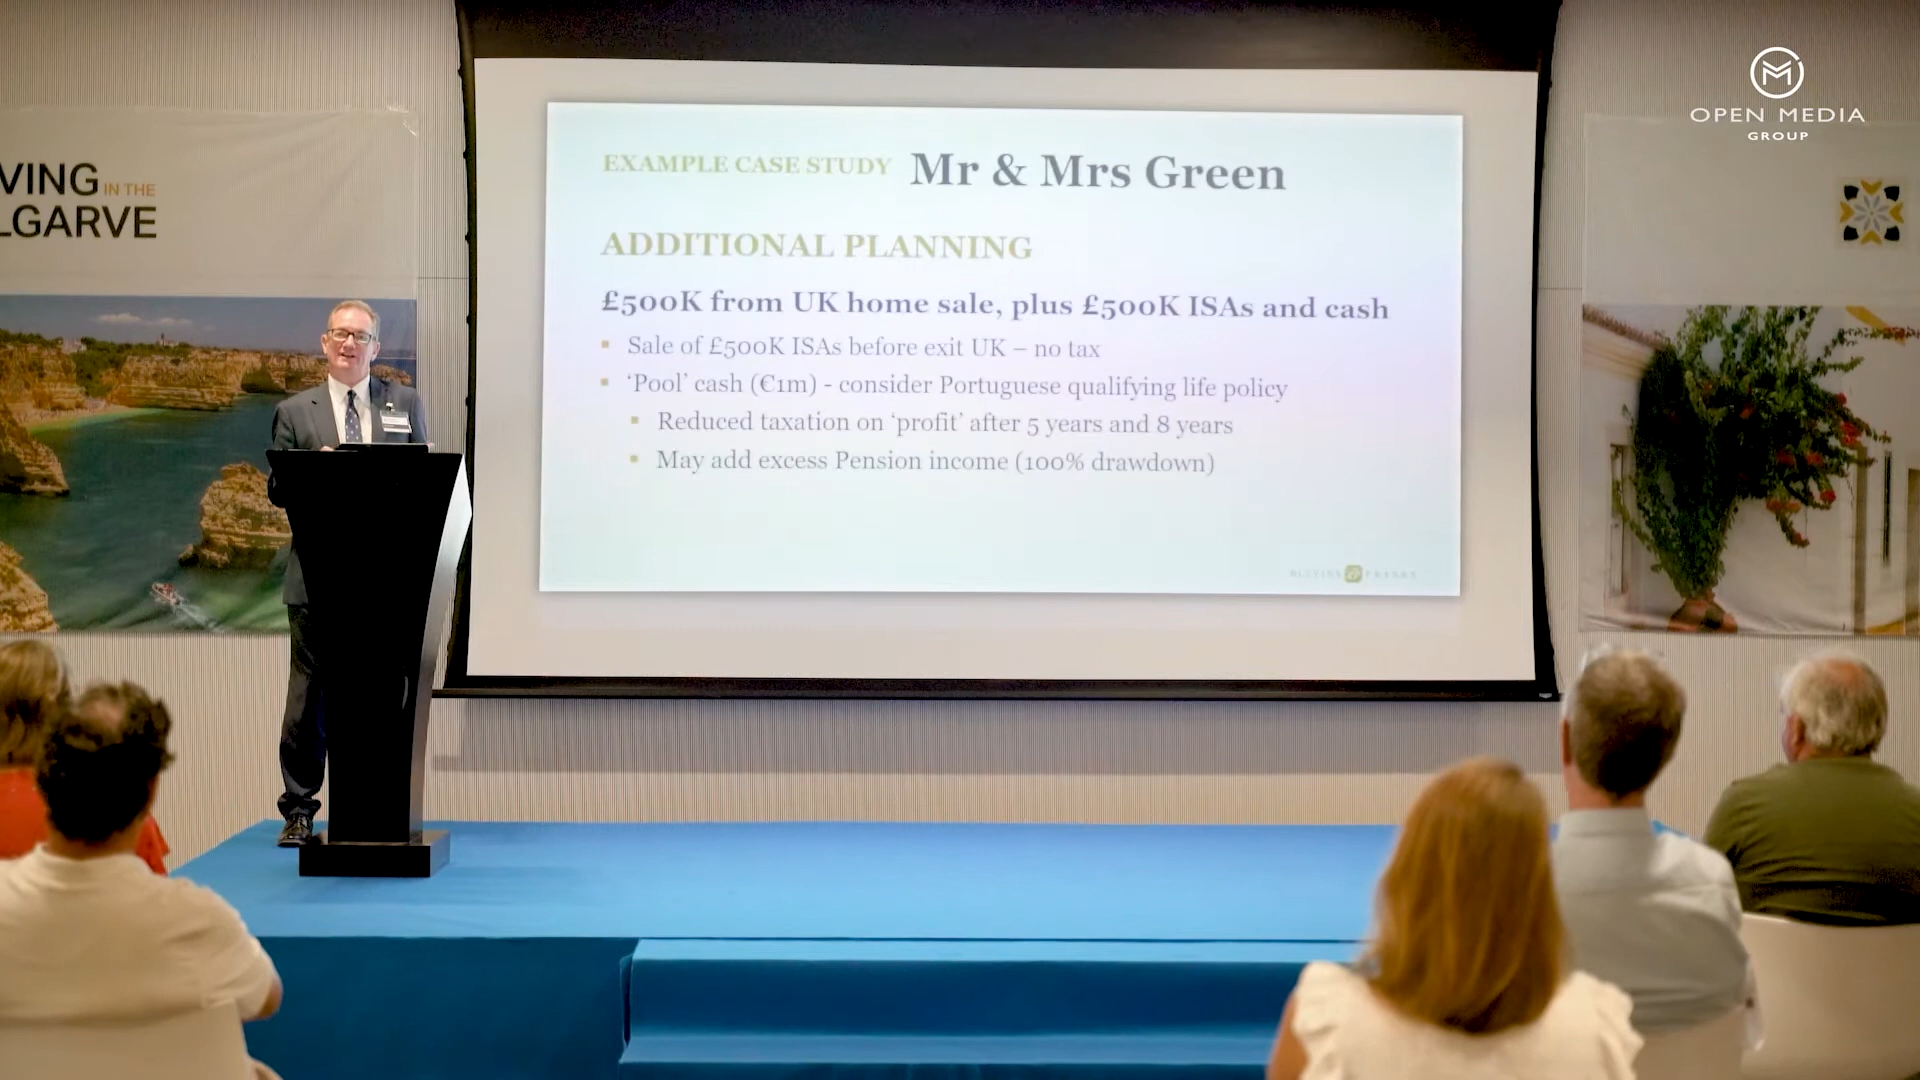 OPEN MEDIA
GROUP
VING IN THE
LGARVE
EXAMPLE CASE STUDY Mr & Mrs Green
ADDITIONAL PLANNING
£500K from UK home sale, plus £500K ISAs and cash
Sale of £500K ISAs before exit UK – no tax
‘Pool’ cash (€1m) - consider Portuguese qualifying life policy
Reduced taxation on ‘profit’ after 5 years and 8 years
May add excess Pension income (100% drawdown)
BLEVINS & FRANKS